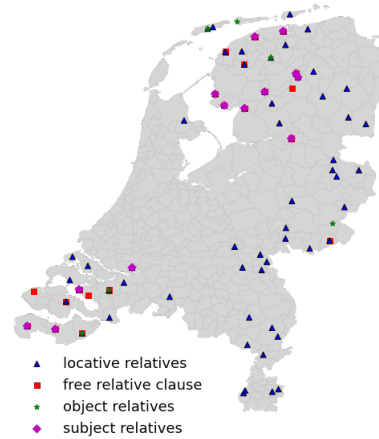 locative relatives
free relative clause
object relatives
subject relatives